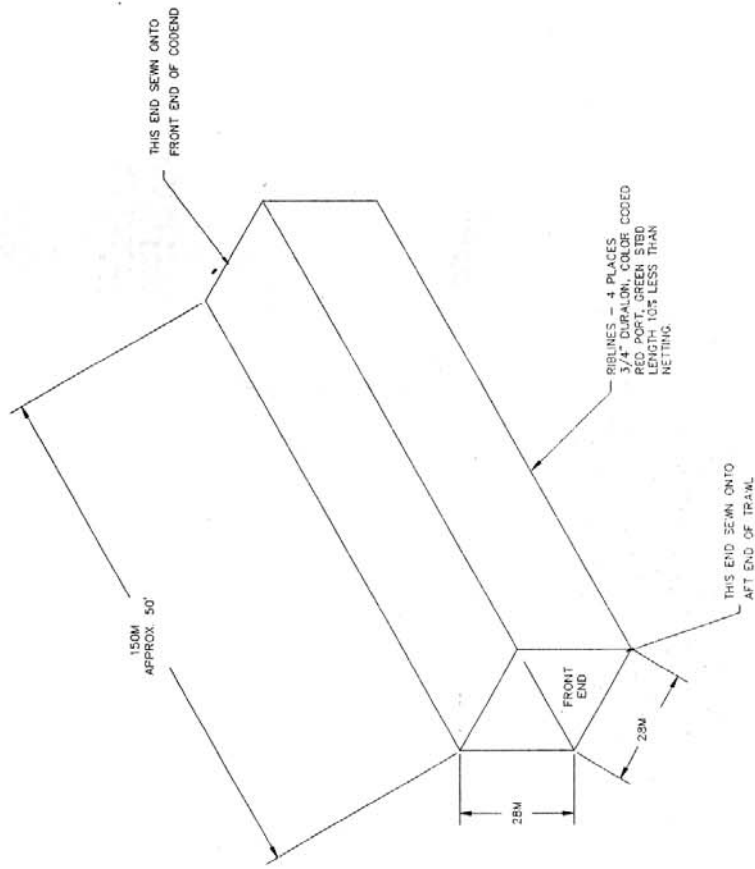 THIS END SEWN ONTO
FRONT END OF CODEND
150M
APPROX. 50'
RIBLINES – 4 PLACES
3/4" DURALON, COLOR CODED
RED PORT, GREEN STBD
LENGTH 10% LESS THAN
NETTING.
THIS END SEWN ONTO
AFT END OF TRAWL
FRONT
END
28M
28M